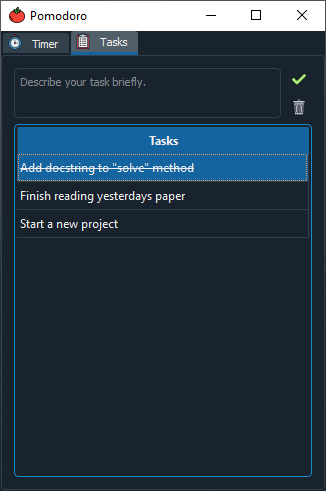 Pomodoro
Timer
Tasks
Describe your task briefly.
Tasks
Add docstring to "solve" method
Finish reading yesterdays paper
Start a new project